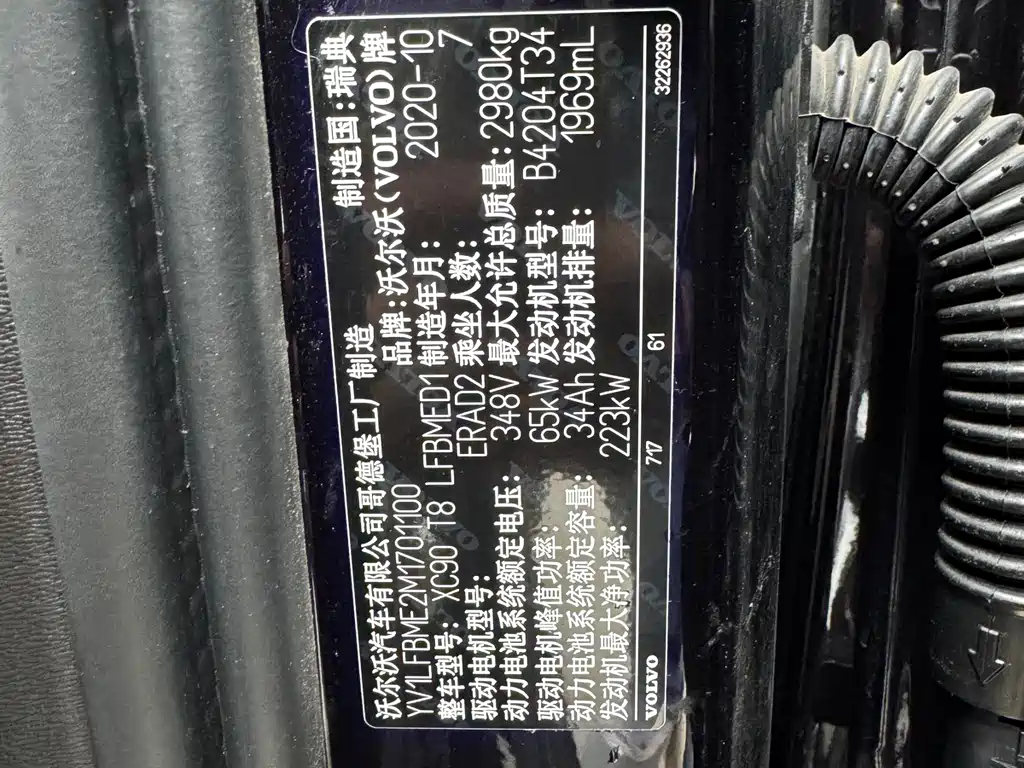 沃尔沃汽车有限公司哥德堡工厂制造 制造国:瑞典
YV1LFBME2M1701100 品牌:沃尔沃(VOLVO)牌
整车型号: XC90 T8 LFBMED1 制造年月: 2020-10
驱动电机型号: ERAD2 乘坐人数: 7
动力电池系统额定电压: 348V 最大允许总质量: 2980kg
驱动电机峰值功率: 65kW 发动机型号: B4204T34
动力电池系统额定容量: 34Ah 发动机排量: 1969mL
发动机最大净功率: 223kW
VOLVO 717 61 32262936